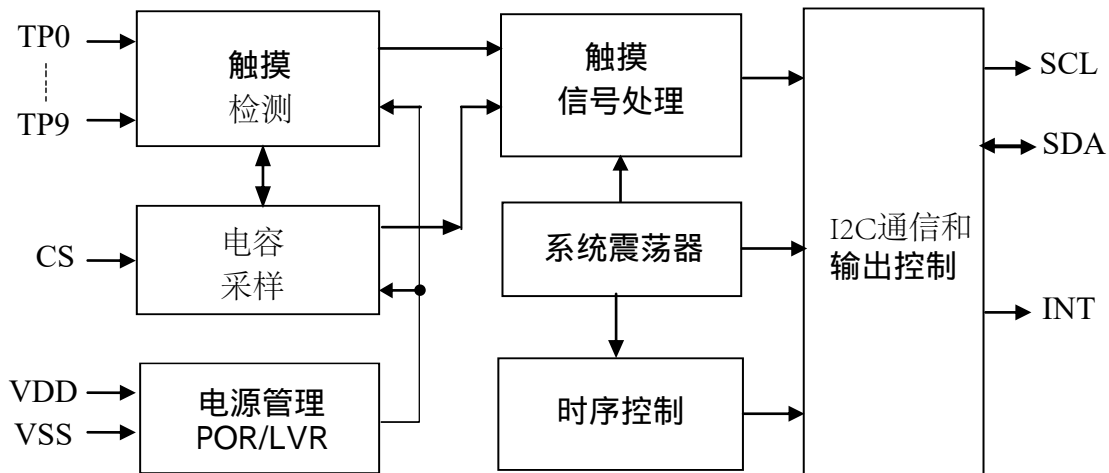 TP0
TP9
触摸
检测
触摸
信号处理
SCL
SDA
CS
电容
采样
系统震荡器
I2C通信和
输出控制
INT
VDD
VSS
电源管理
POR/LVR
时序控制